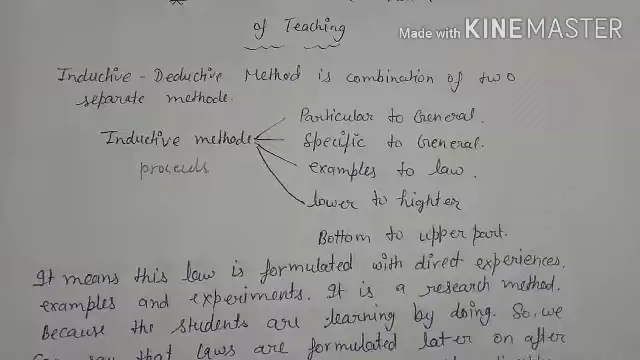 Made with KINEMASTER
of Teaching
Inductive - Deductive Method is combination of two
separate methode.
Particular to General.
Inductive methode
Specific to General.
proceeds
examples to law.
lower to highter
Bottom to upper part.
It means this law is formulated with direct experiences,
examples and experiments. It is a research method.
Because the students are learning by doing. So, we
say that laws are formulated later on after